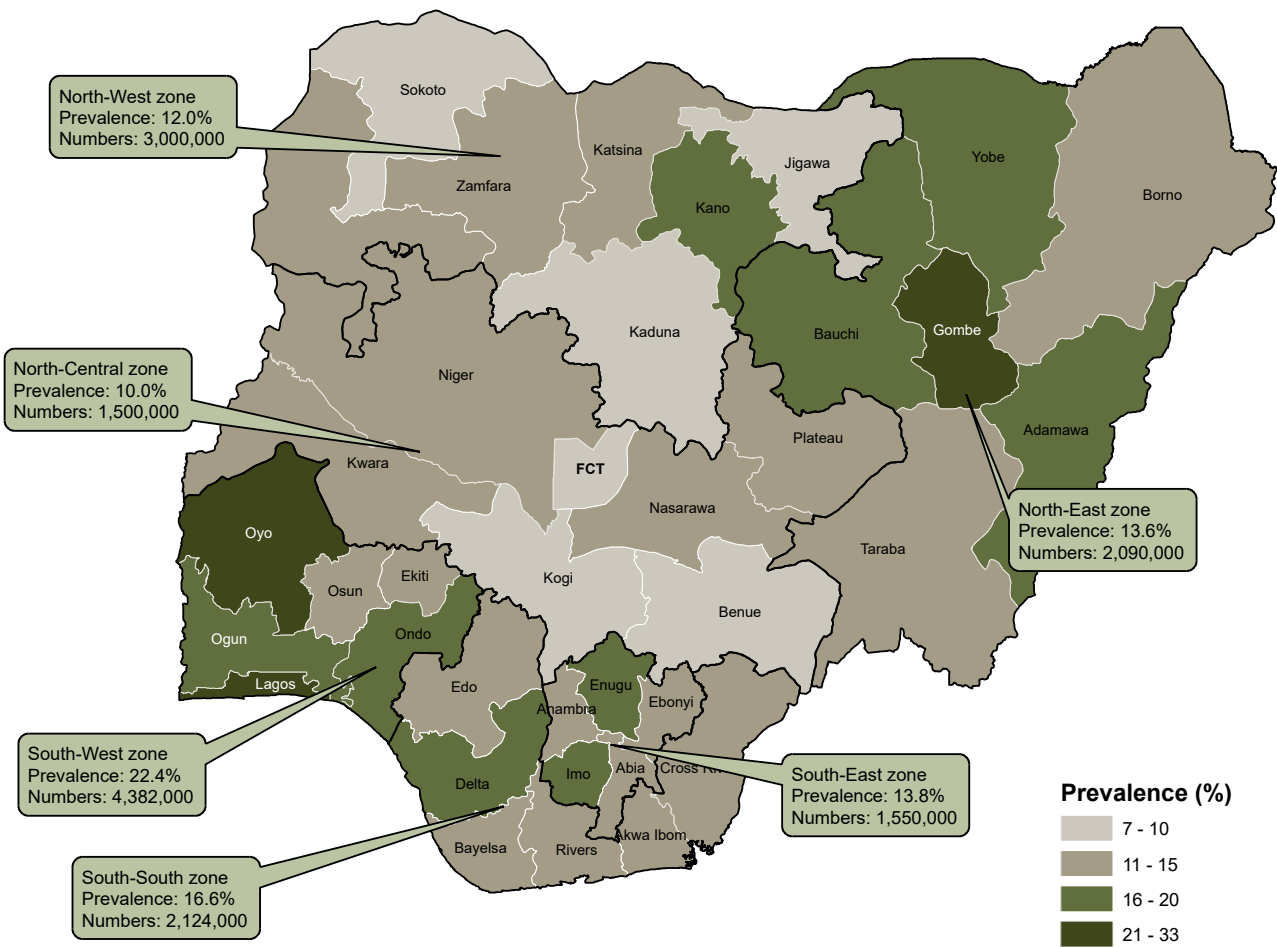 North-West zone
Prevalence: 12.0%
Numbers: 3,000,000
Sokoto
Katsina
Zamfara
Jigawa
Yobe
Kano
Borno
Kaduna
Bauchi
Gombe
North-Central zone
Prevalence: 10.0%
Numbers: 1,500,000
Niger
Kwara
FCT
Plateau
Adamawa
Nasarawa
North-East zone
Prevalence: 13.6%
Numbers: 2,090,000
Oyo
Taraba
Osun
Ekiti
Kogi
Benue
Ogun
Ondo
Lagos
Edo
Enugu
Anambra
Ebonyi
South-West zone
Prevalence: 22.4%
Numbers: 4,382,000
Delta
Imo
Abia
Cross
South-East zone
Prevalence: 13.8%
Numbers: 1,550,000
Bayelsa
Rivers
Akwa Ibom
South-South zone
Prevalence: 16.6%
Numbers: 2,124,000
Prevalence (%)
7 - 10
11 - 15
16 - 20
21 - 33